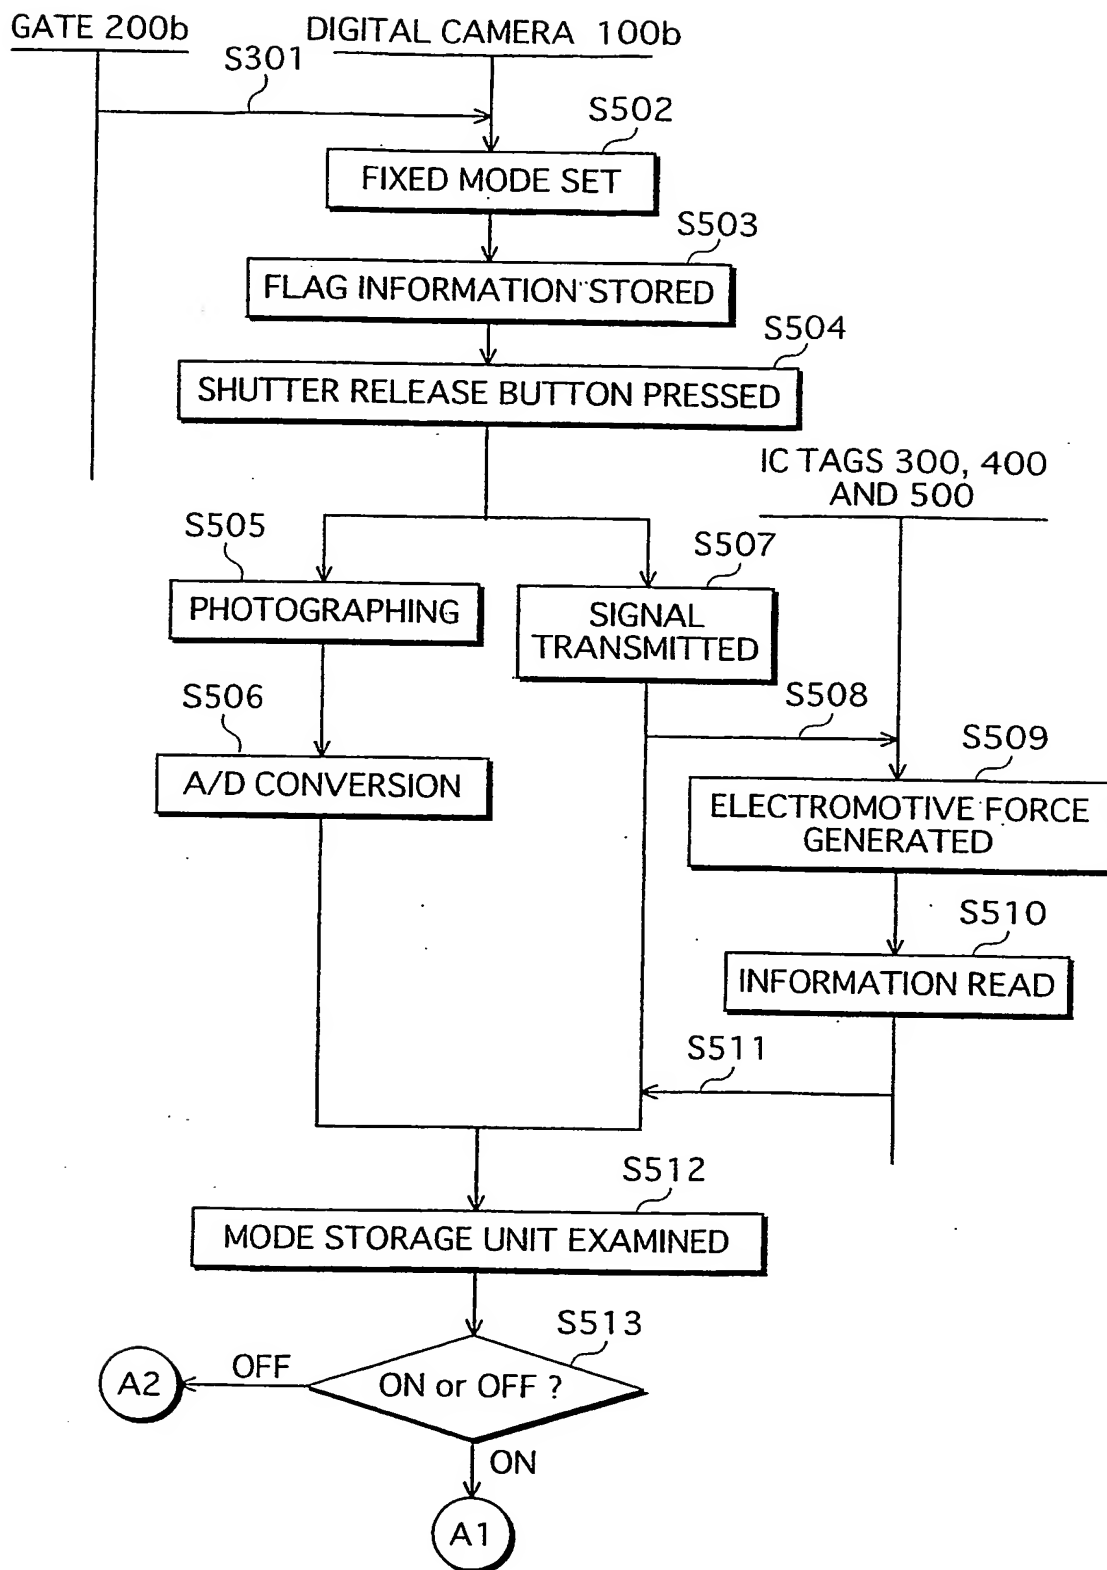 GATE 200b
DIGITAL CAMERA 100b
S301
S502
FIXED MODE SET
S503
FLAG INFORMATION STORED
S504
SHUTTER RELEASE BUTTON PRESSED
IC TAGS 300, 400
AND 500
S505
PHOTOGRAPHING
S507
SIGNAL
TRANSMITTED
S506
A/D CONVERSION
S508
S509
ELECTROMOTIVE FORCE
GENERATED
S510
INFORMATION READ
S511
S512
MODE STORAGE UNIT EXAMINED
S513
ON or OFF ?
OFF
A2
ON
A1